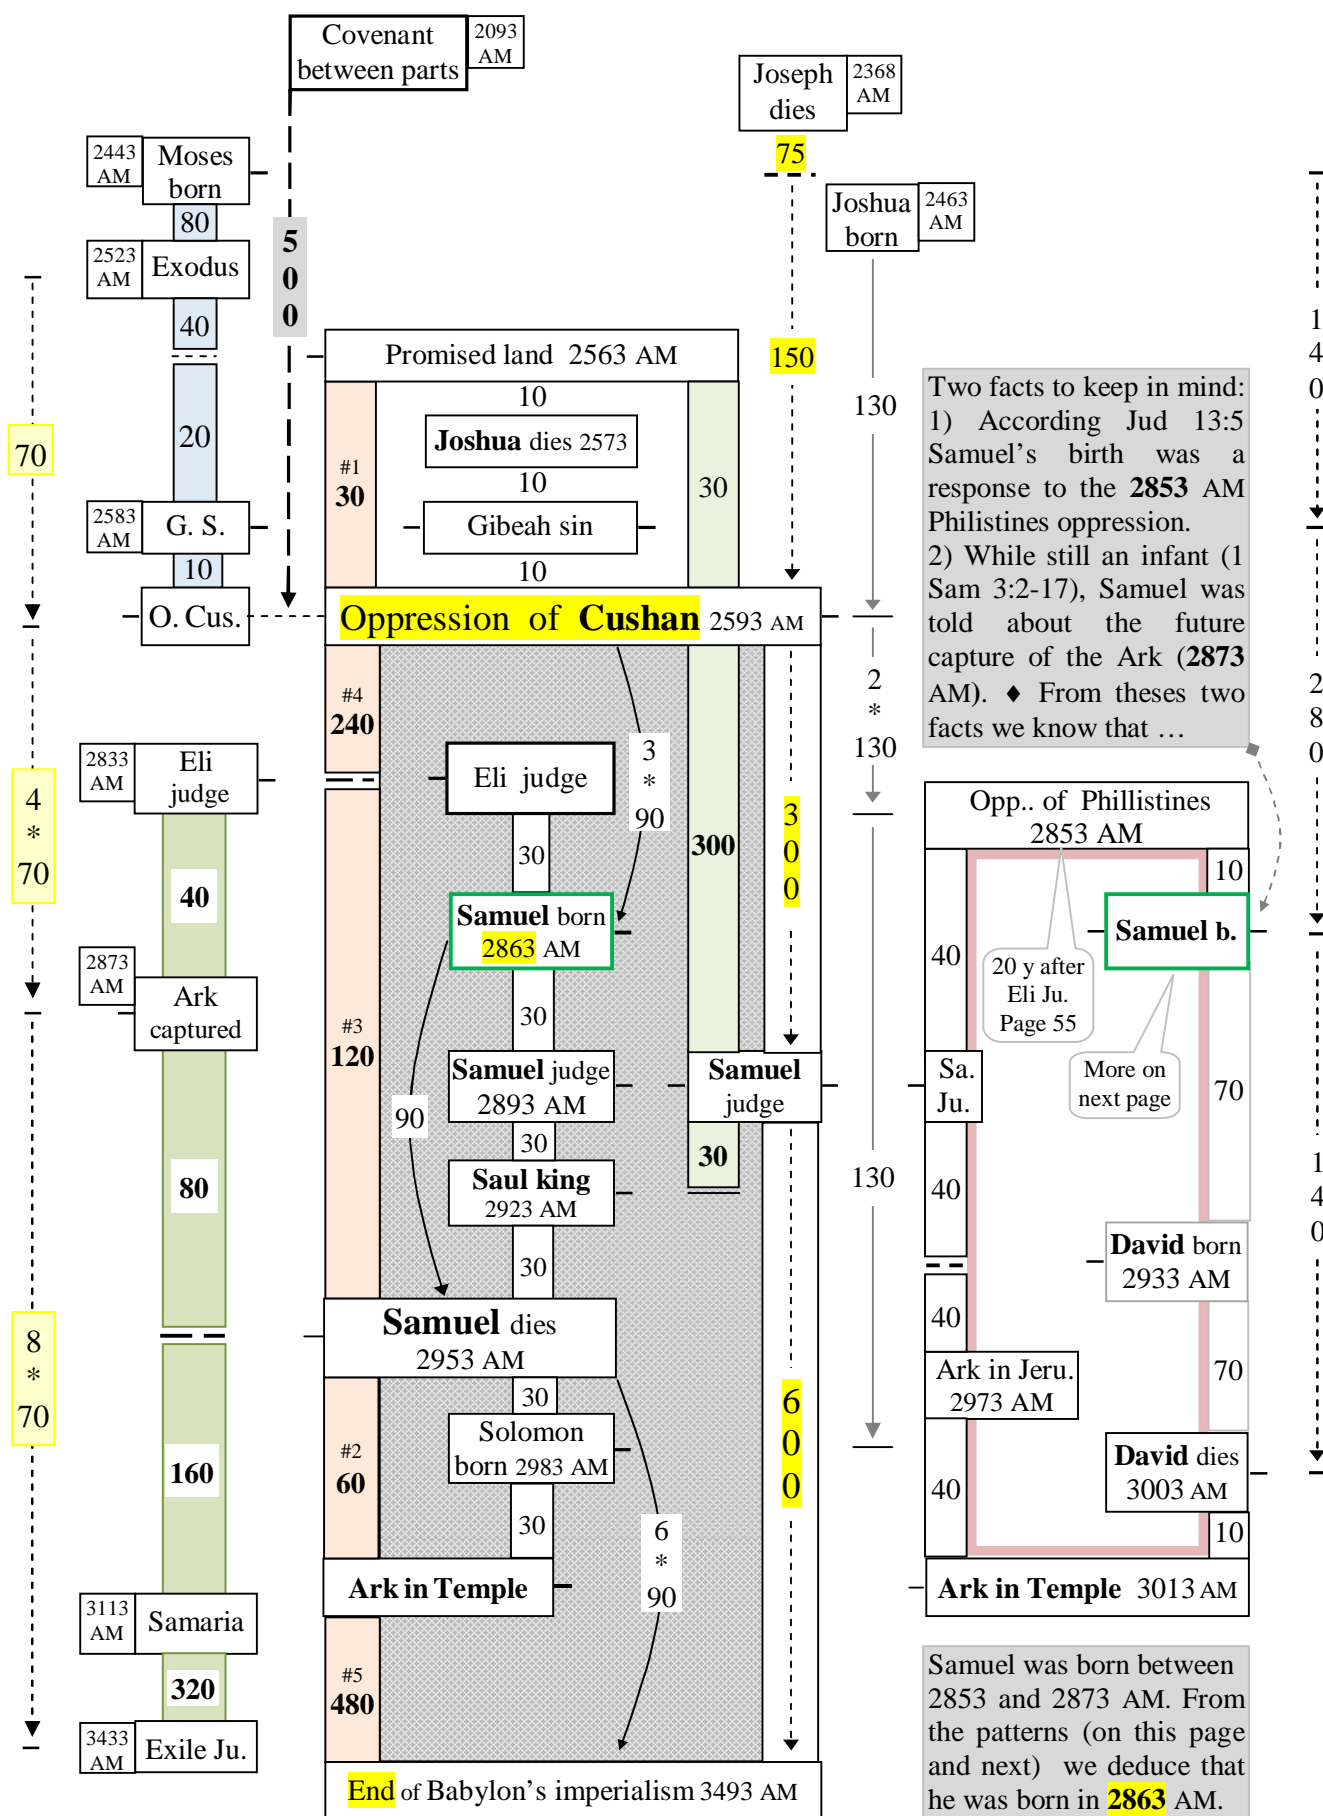 Covenant
between parts
2093
AM
Joseph
dies
2368
AM
75
2443
AM
Moses
born
80
Joshua
born
2463
AM
2523
AM
Exodus
5
0
0
40
Promised land 2563 AM
150
1
4
0
10
130
Two facts to keep in mind:
1) According Jud 13:5
Samuel’s birth was a
response to the 2853 AM
Philistines oppression.
2) While still an infant (1
Sam 3:2-17), Samuel was
told about the future
capture of the Ark (2873
AM). ♦ From theses two
facts we know that …
70
20
Joshua dies 2573
#1
30
10
30
2583
AM
G. S.
Gibeah sin
10
10
O. Cus.
Oppression of Cushan 2593 AM
#4
240
2
*
130
2
8
0
2833
AM
Eli
judge
Eli judge
3
*
90
Opp.. of Phillistines
2853 AM
4
*
70
3
0
0
30
300
10
40
Samuel born
2863 AM
Samuel b.
40
20 y after
Eli Ju.
Page 55
2873
AM
Ark
captured
30
#3
120
Samuel judge
2893 AM
Samuel
judge
Sa.
Ju.
More on
next page
70
90
30
30
80
Saul king
2923 AM
130
40
1
4
0
30
David born
2933 AM
Samuel dies
2953 AM
40
8
*
70
30
Ark in Jeru.
2973 AM
70
6
0
0
Solomon
born 2983 AM
#2
60
160
David dies
3003 AM
40
30
10
6
*
90
Ark in Temple
Ark in Temple 3013 AM
3113
AM
Samaria
#5
480
320
Samuel was born between
2853 and 2873 AM. From
the patterns (on this page
and next) we deduce that
he was born in 2863 AM.
3433
AM
Exile Ju.
End of Babylon’s imperialism 3493 AM